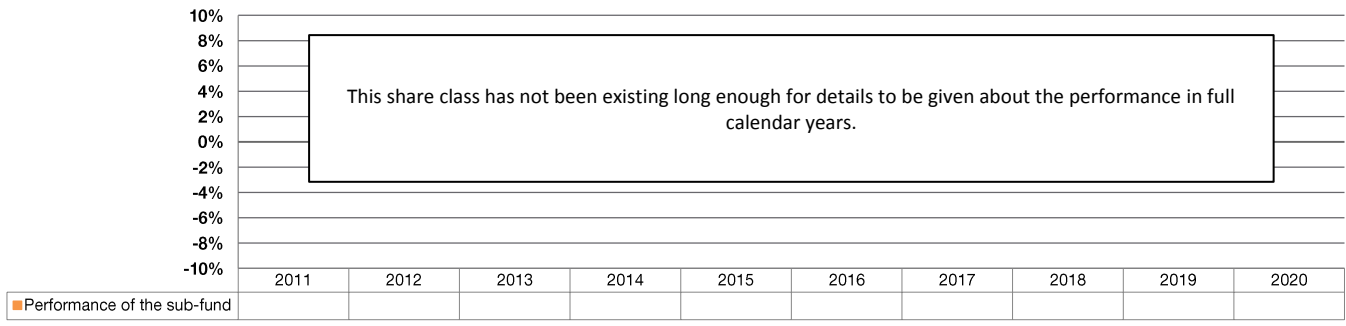 10%
8%
6%
4%
2%
0%
-2%
-4%
-6%
-8%
-10%
This share class has not been existing long enough for details to be given about the performance in full
calendar years.
2011 2012 2013 2014 2015 2016 2017 2018 2019 2020
Performance of the sub-fund